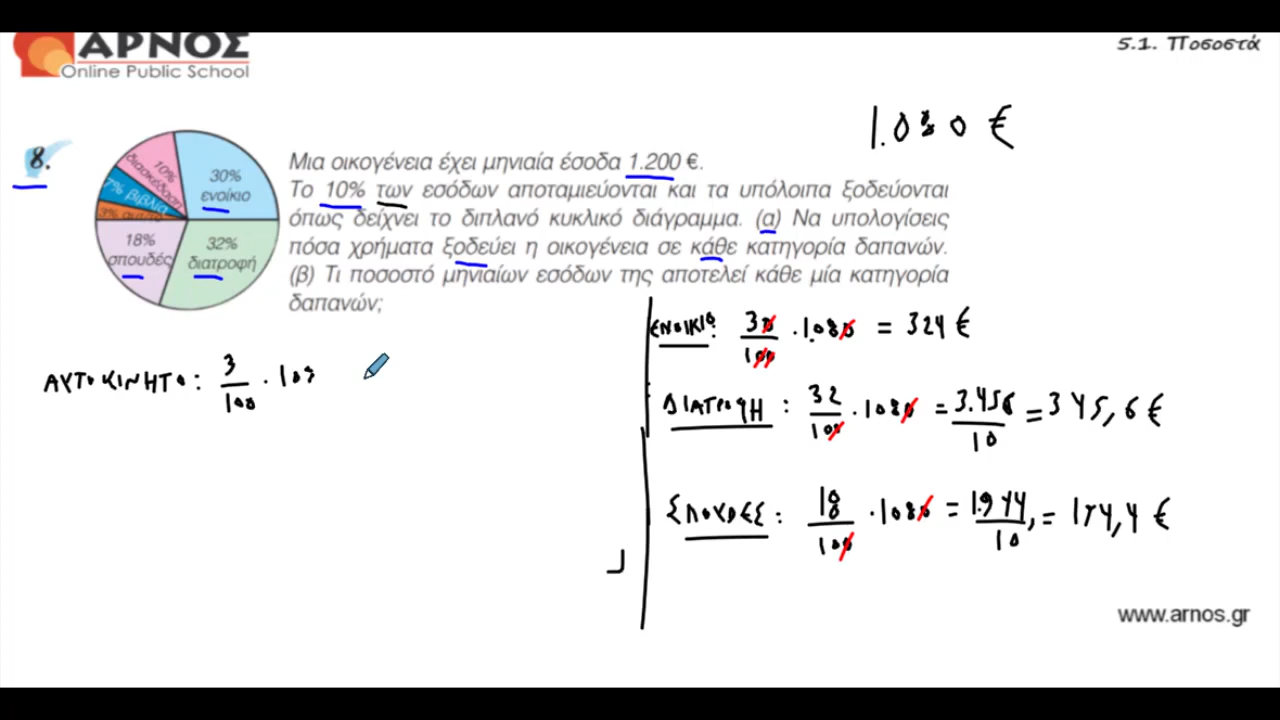 ΑΡΝΟΣ
Online Public School
5.1. Ποσοστά
1.080 €
8.
10%
διασκέδαση
30%
ενοίκιο
7% βιβλία
3%
18%
σπουδές
32%
διατροφή
Μια οικογένεια έχει μηνιαία έσοδα 1.200 €.
Το 10% των εσόδων αποταμιεύονται και τα υπόλοιπα ξοδεύονται
όπως δείχνει το διπλανό κυκλικό διάγραμμα. (α) Να υπολογίσεις
πόσα χρήματα ξοδεύει η οικογένεια σε κάθε κατηγορία δαπανών.
(β) Τι ποσοστό μηνιαίων εσόδων της αποτελεί κάθε μία κατηγορία
δαπανών;
ΕΝΟΙΚΙΟ: 30/100 · 1.080 = 324 €
ΔΙΑΤΡΟΦΗ : 32/100 · 1080 = 3.456/10 = 345,6 €
ΣΠΟΥΔΕΣ : 18/100 · 1080 = 1.944/10 = 194,4 €
ΑΥΤΟΚΙΝΗΤΟ : 3/100 · 108
www.arnos.gr